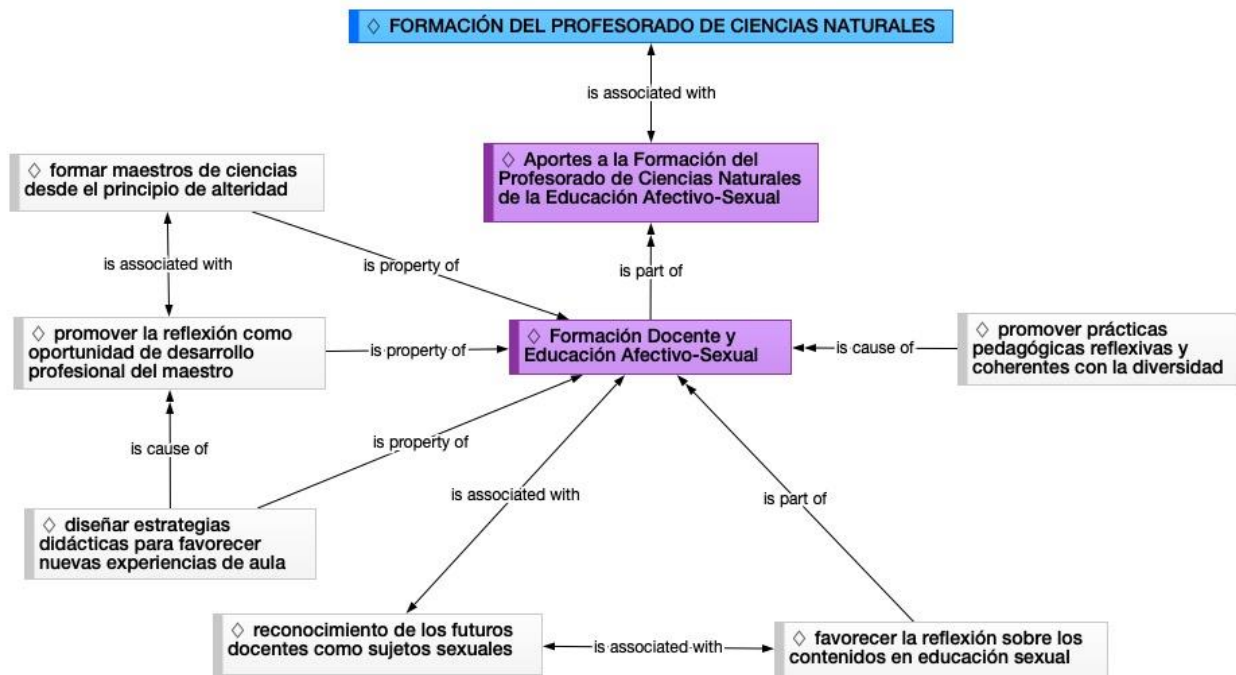 ◇ FORMACIÓN DEL PROFESORADO DE CIENCIAS NATURALES
is associated with
◇ formar maestros de ciencias
desde el principio de alteridad
◇ Aportes a la Formación del
Profesorado de Ciencias Naturales
de la Educación Afectivo-Sexual
is associated with
is property of
is part of
◇ promover la reflexión como
oportunidad de desarrollo
profesional del maestro
is property of
◇ Formación Docente y
Educación Afectivo-Sexual
is cause of
◇ promover prácticas
pedagógicas reflexivas y
coherentes con la diversidad
is cause of
is property of
is associated with
is part of
◇ diseñar estrategias
didácticas para favorecer
nuevas experiencias de aula
◇ reconocimiento de los futuros
docentes como sujetos sexuales
is associated with
◇ favorecer la reflexión sobre los
contenidos en educación sexual